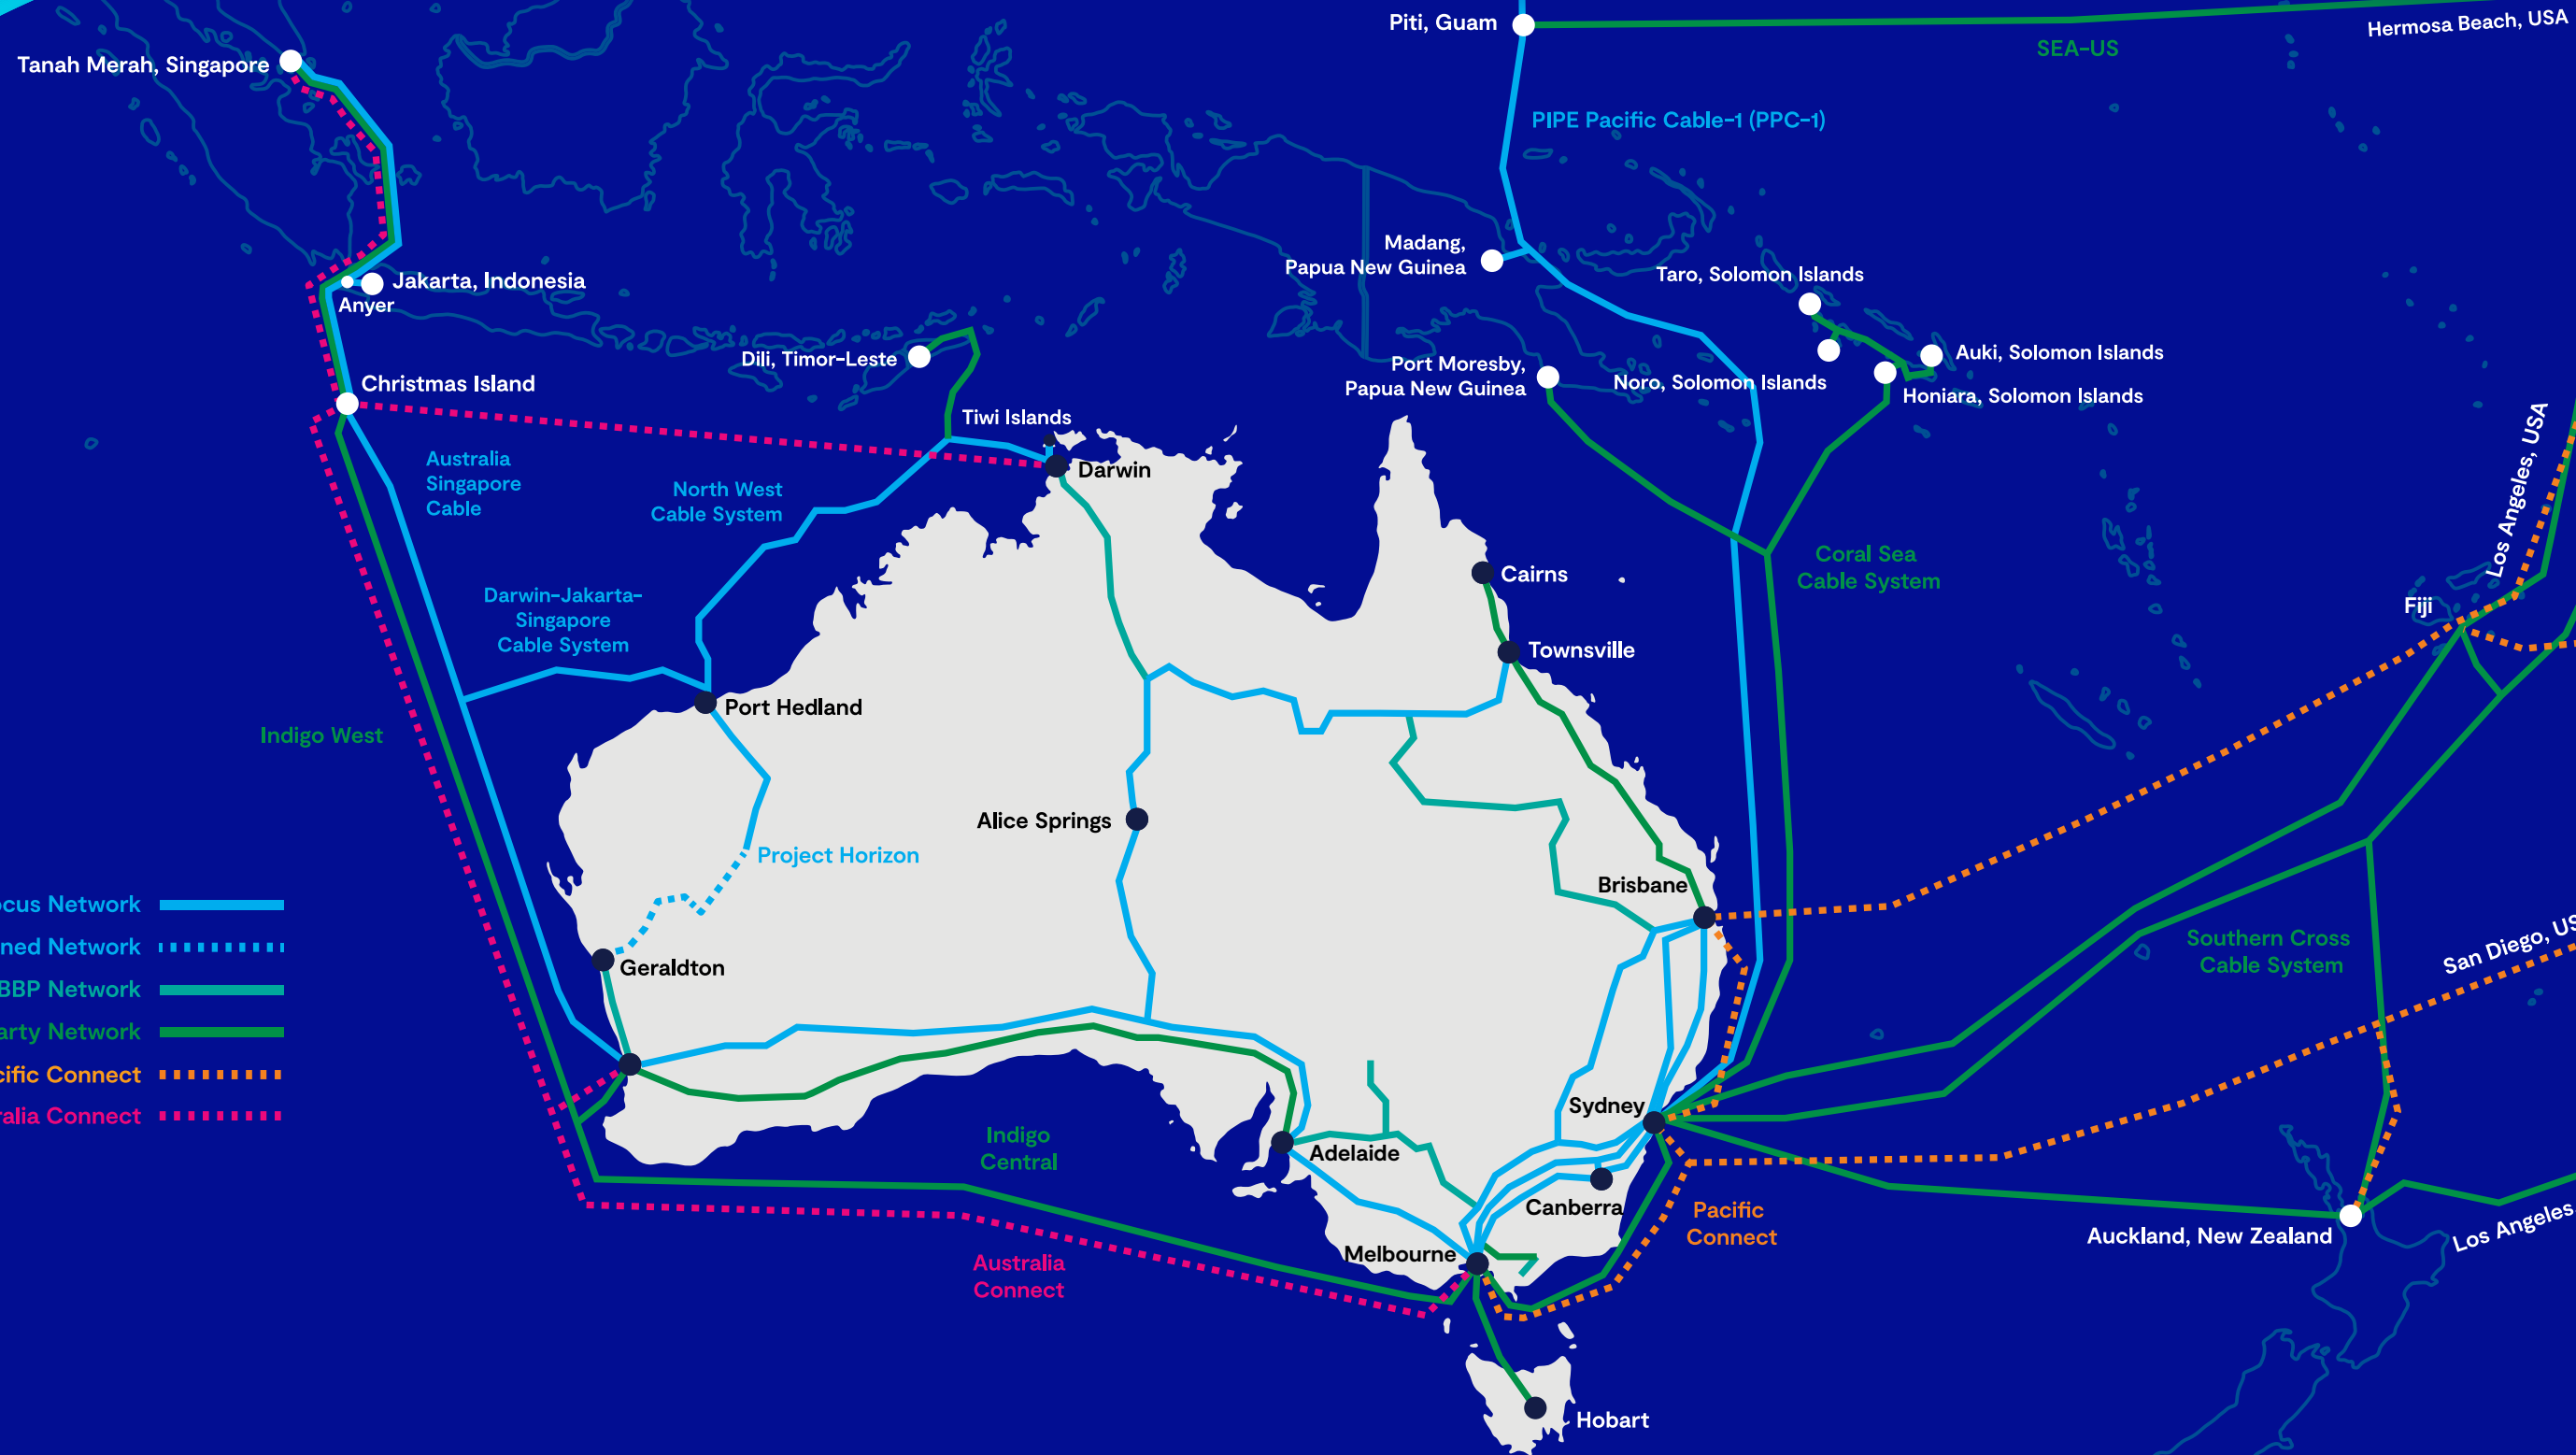 Piti, Guam
Hermosa Beach, USA
SEA-US
Tanah Merah, Singapore
PIPE Pacific Cable-1 (PPC-1)
Madang,
Papua New Guinea
Taro, Solomon Islands
Jakarta, Indonesia
Anyer
Dili, Timor-Leste
Port Moresby,
Papua New Guinea
Noro, Solomon Islands
Auki, Solomon Islands
Honiara, Solomon Islands
Christmas Island
Tiwi Islands
Darwin
Australia
Singapore
Cable
North West
Cable System
Los Angeles, USA
Coral Sea
Cable System
Cairns
Darwin-Jakarta-
Singapore
Cable System
Fiji
Townsville
Port Hedland
Indigo West
Alice Springs
Project Horizon
Brisbane
ocus Network
ned Network
BBP Network
arty Network
cific Connect
ralia Connect
Geraldton
Southern Cross
Cable System
San Diego, US
Sydney
Indigo
Central
Adelaide
Canberra
Pacific
Connect
Auckland, New Zealand
Los Angeles
Melbourne
Australia
Connect
Hobart